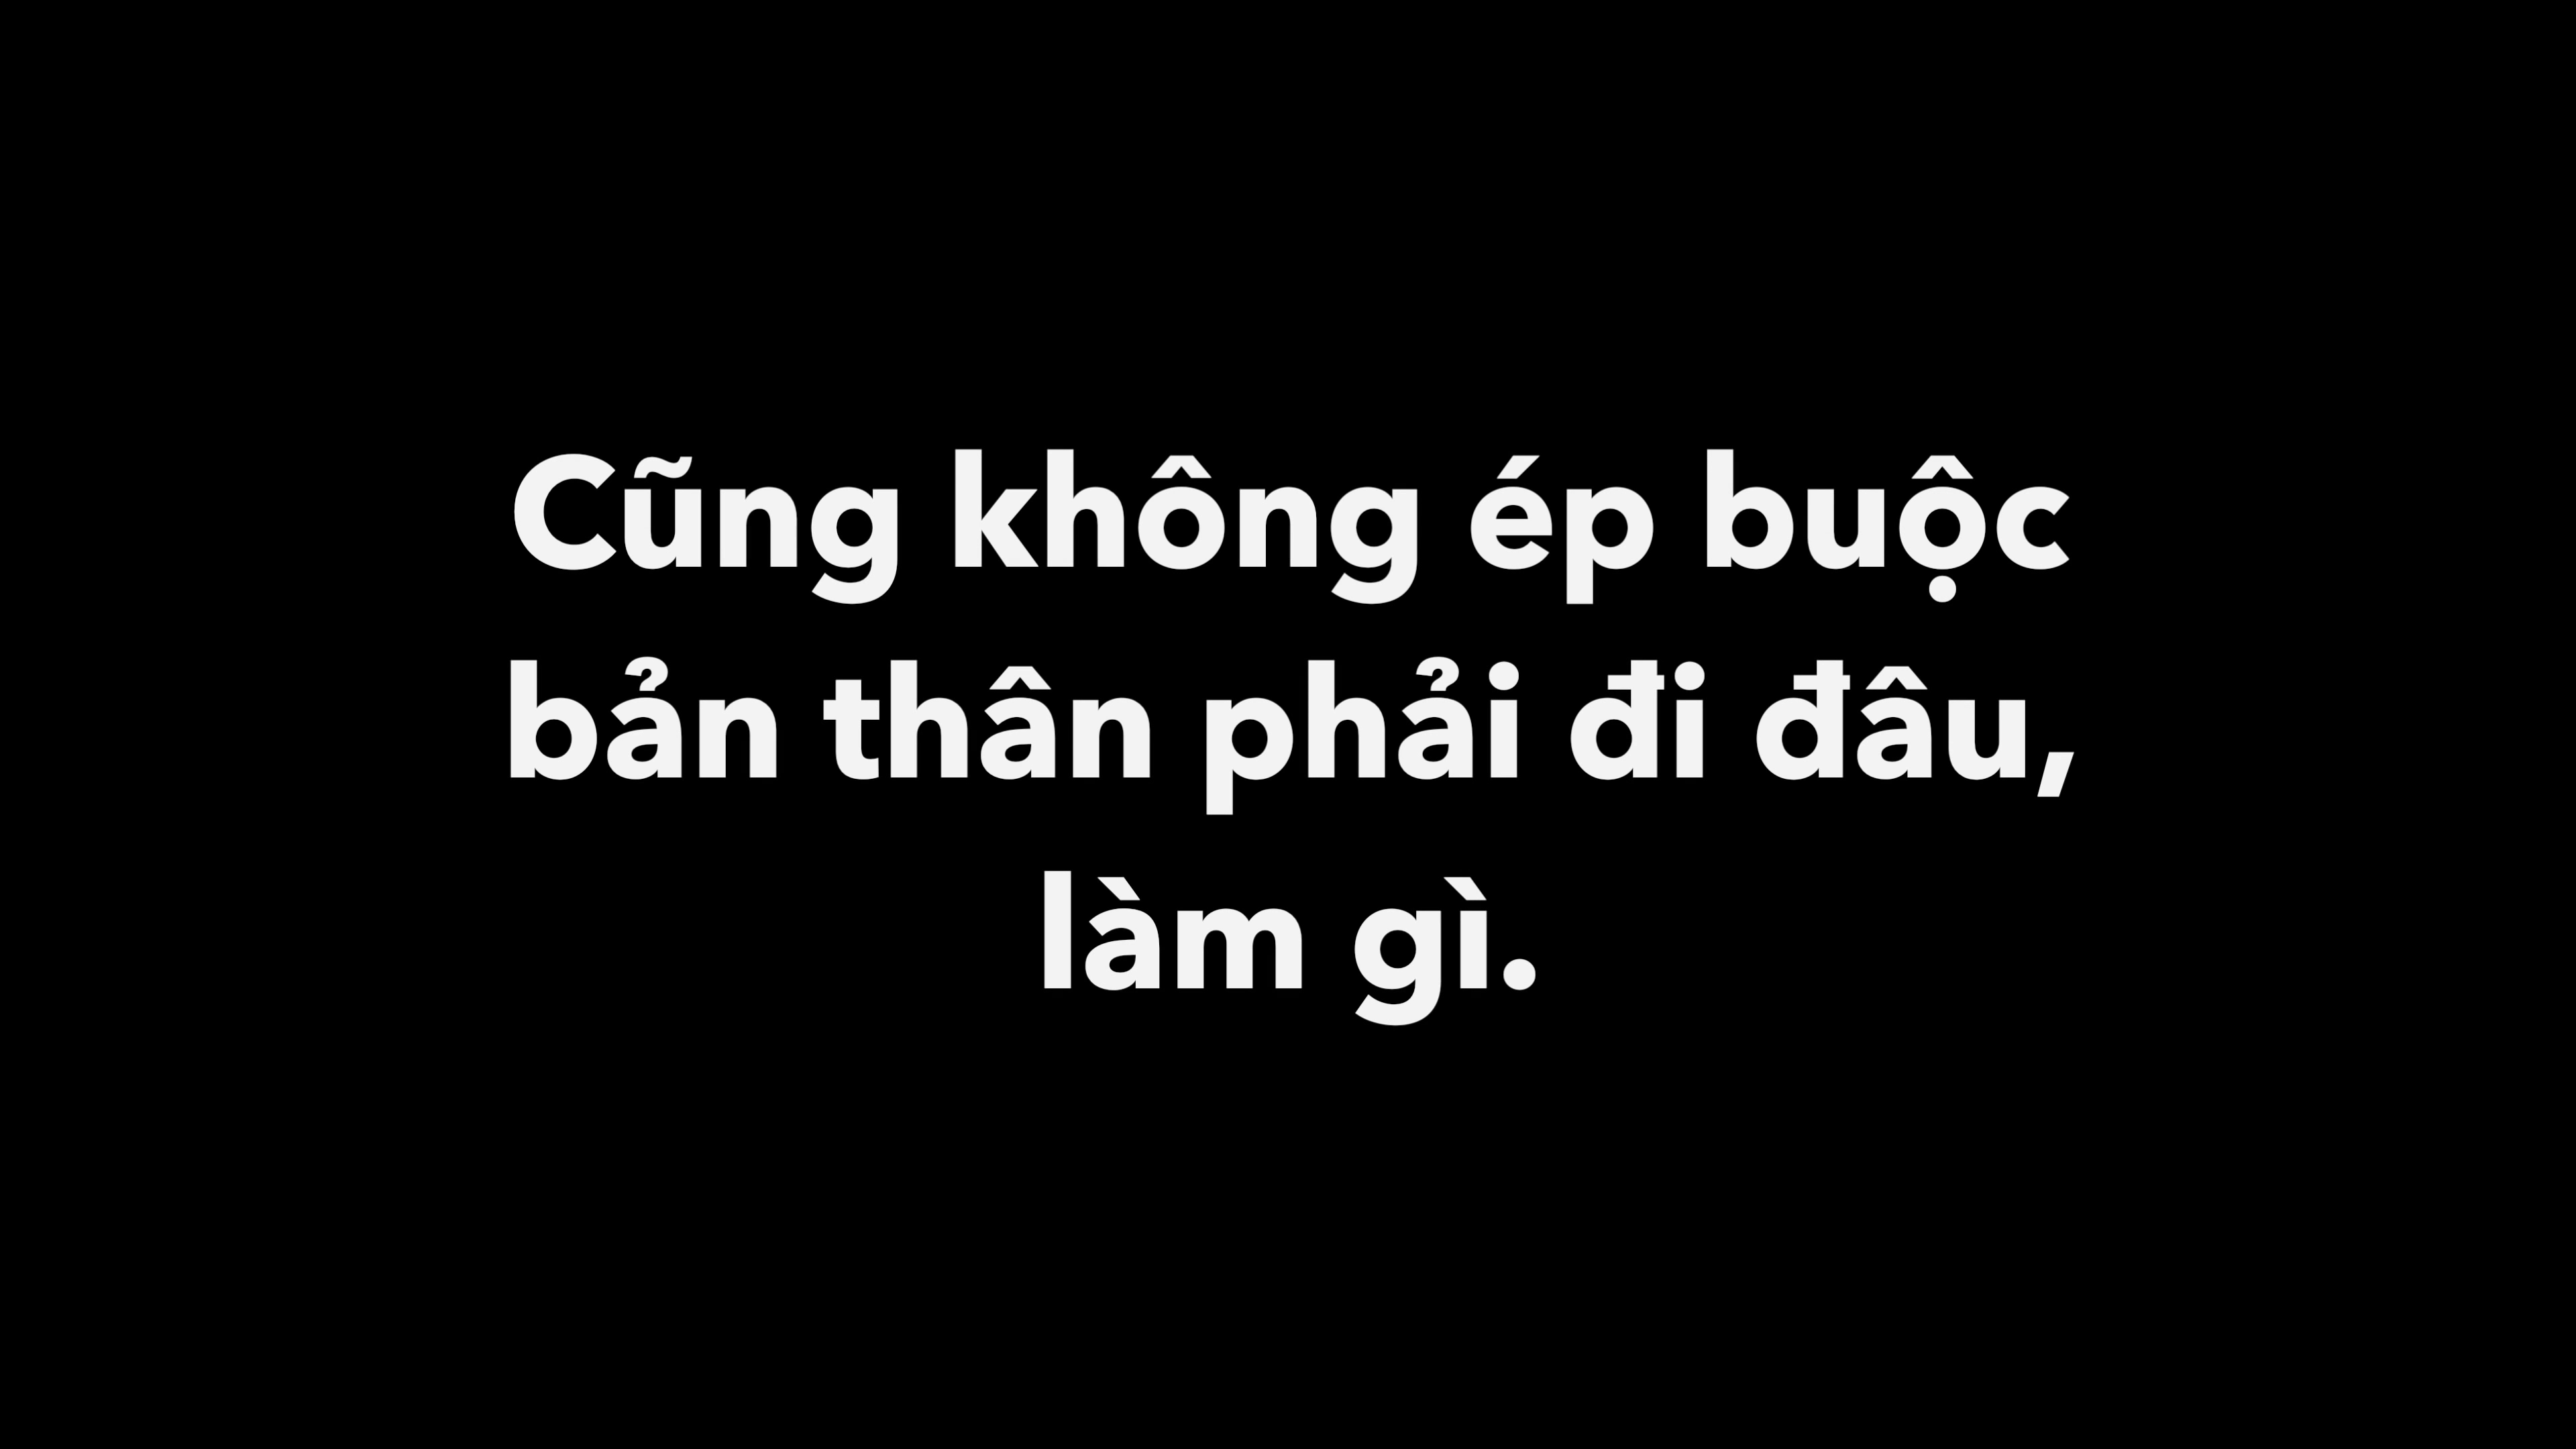 Cũng không ép buộc
bản thân phải đi đâu,
làm gì.